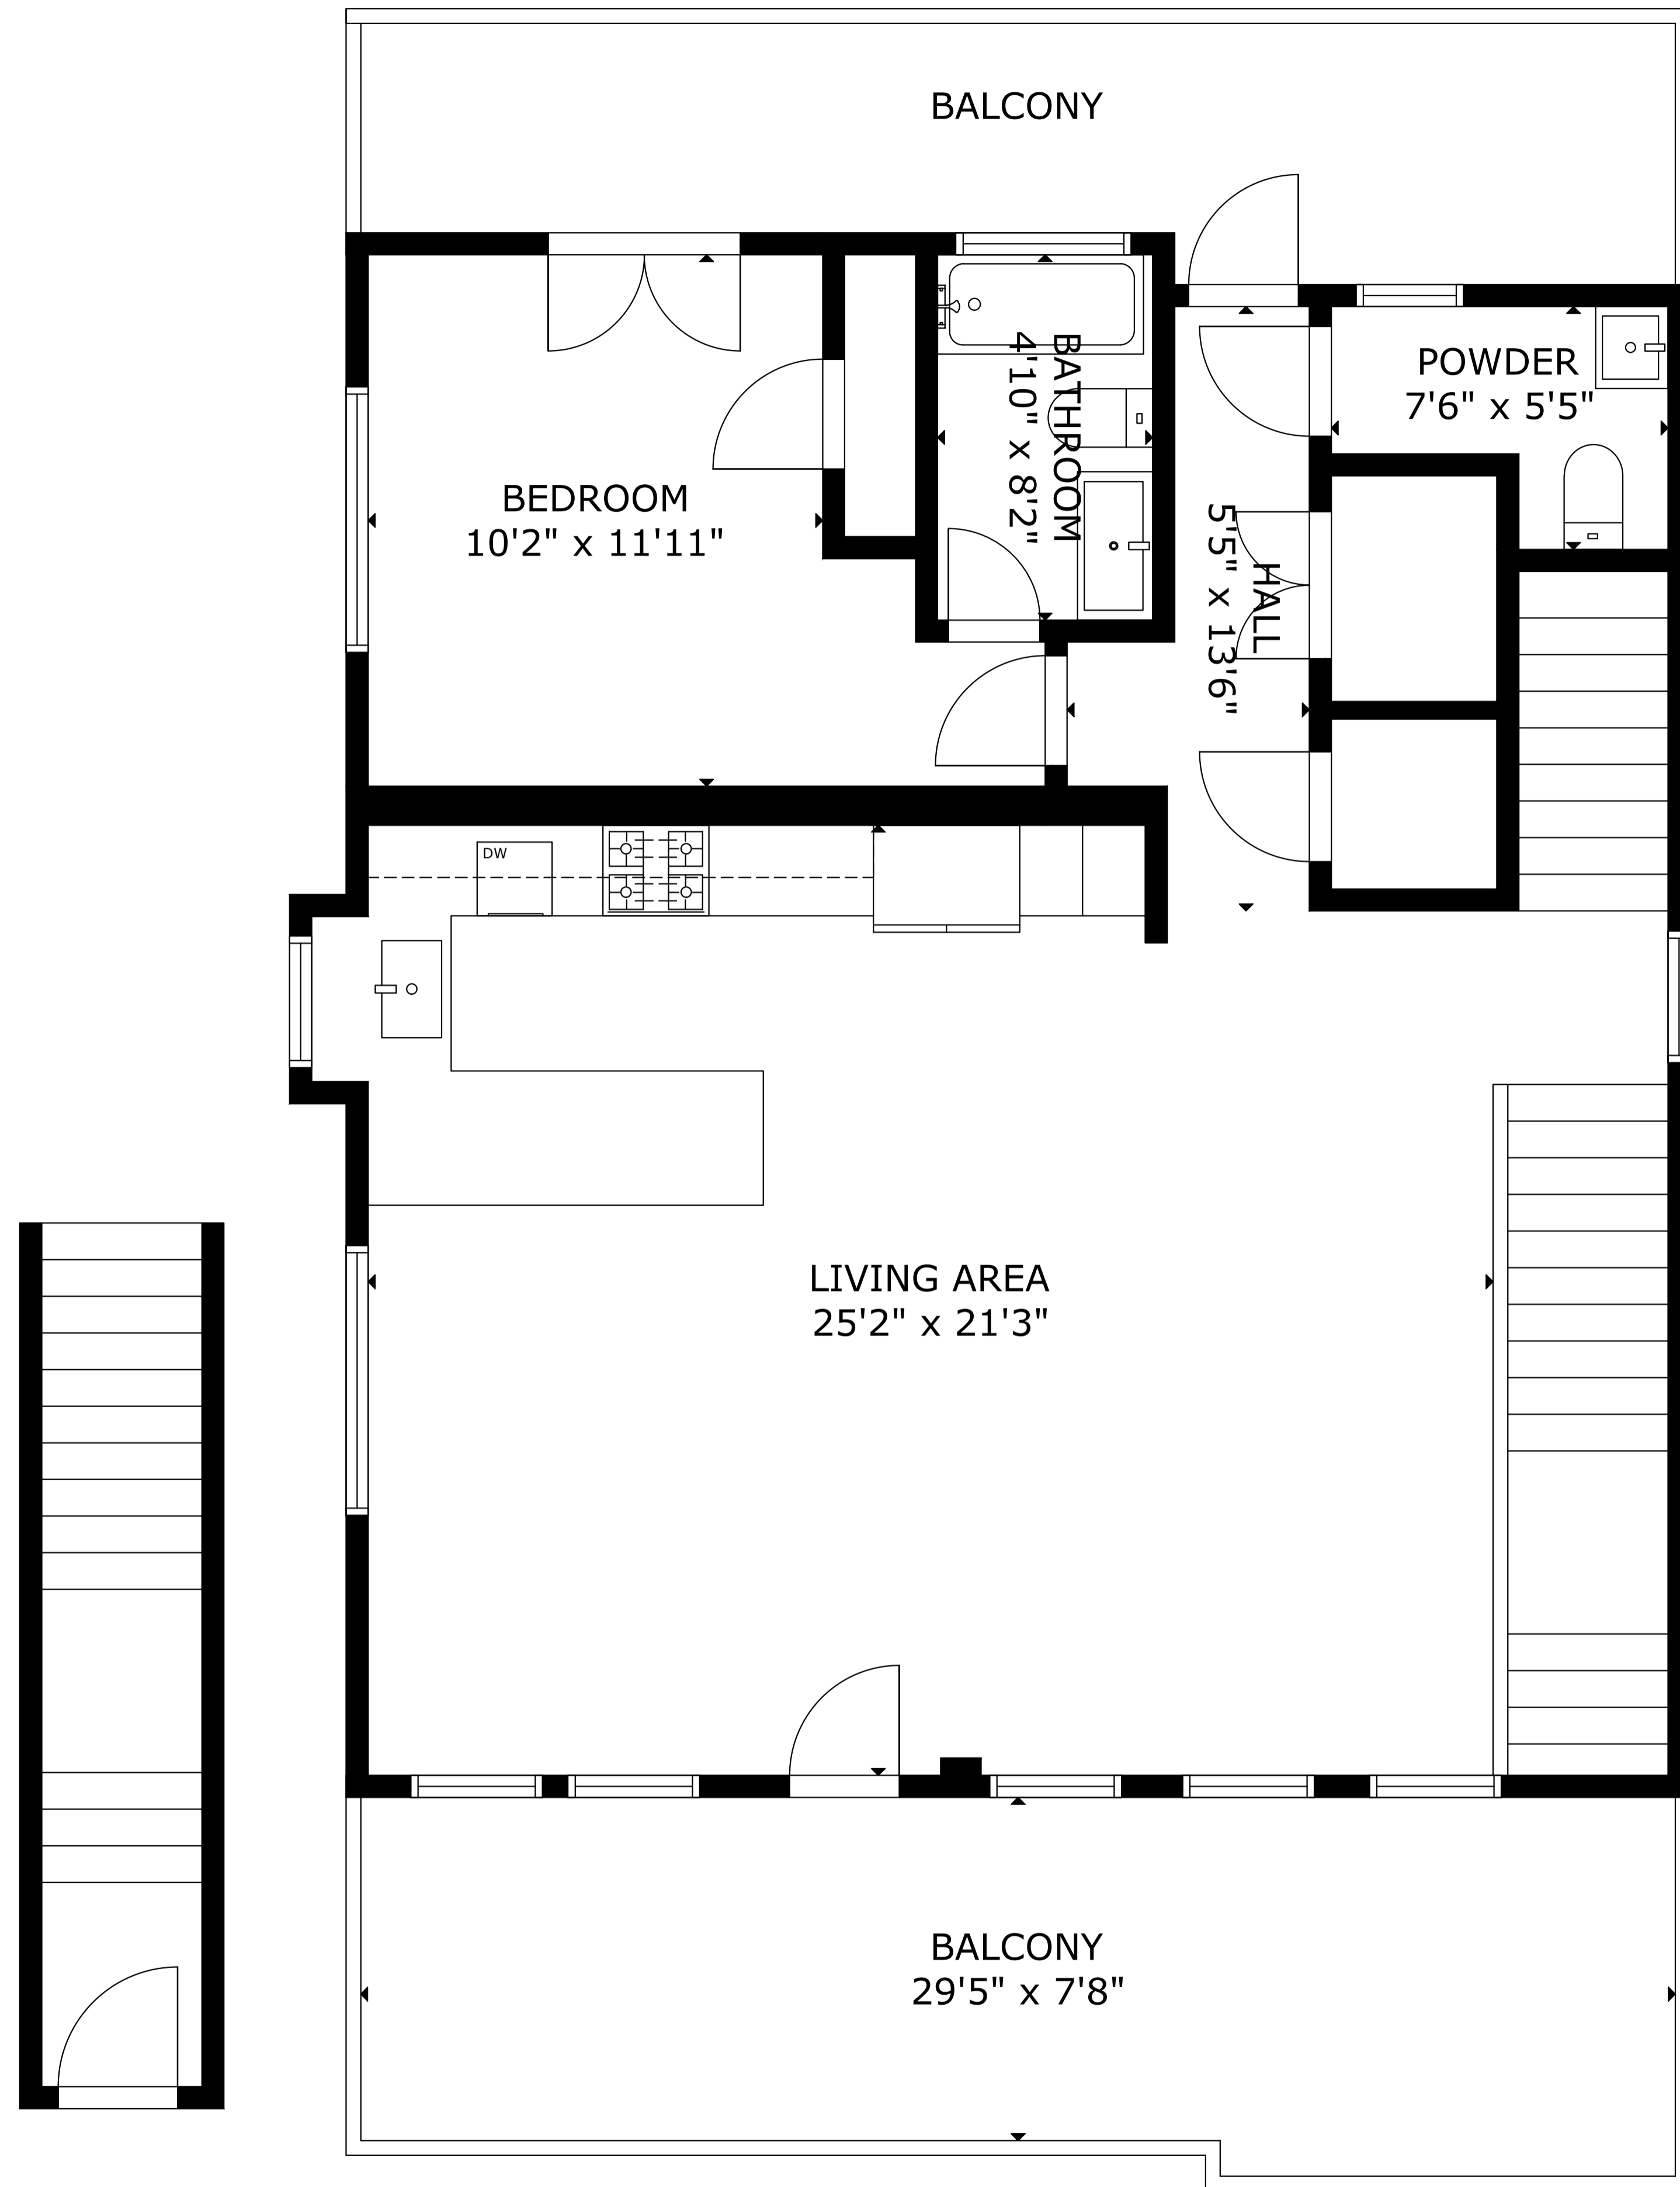 BALCONY
POWDER
7'6" x 5'5"
BATHROOM
4'10" x 8'2"
BEDROOM
10'2" x 11'11"
HALL
5'5" x 13'6"
DW
LIVING AREA
25'2" x 21'3"
BALCONY
29'5" x 7'8"